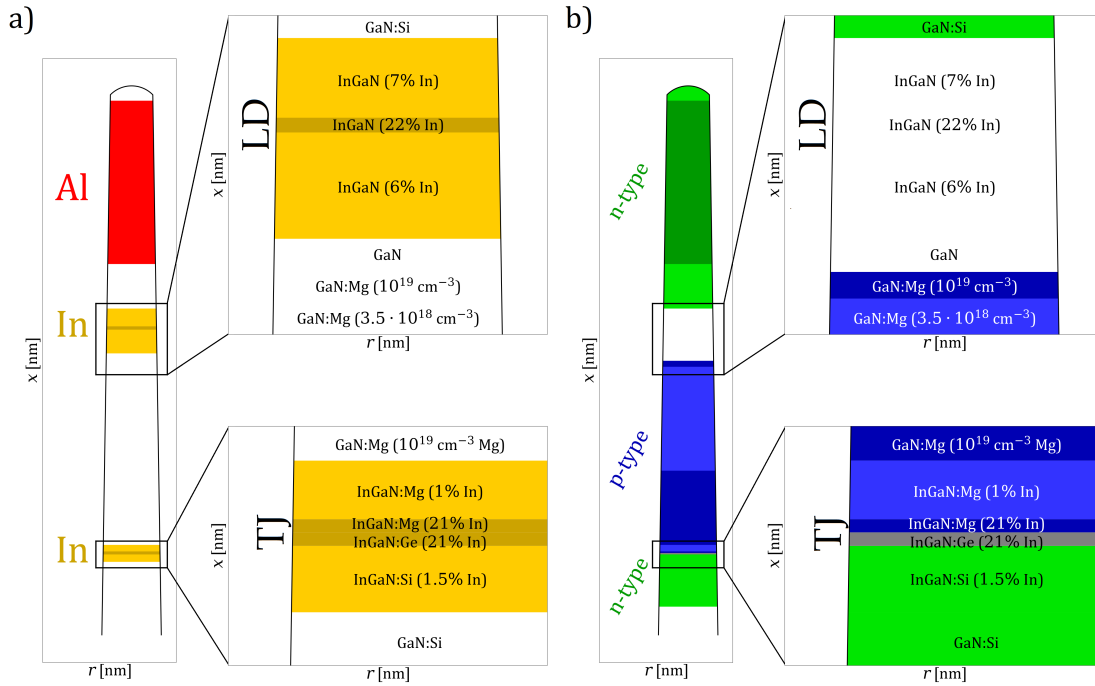 a)
Al
In
In
x [nm]
r [nm]
LD
x [nm]
GaN:Si
InGaN (7% In)
InGaN (22% In)
InGaN (6% In)
GaN
GaN:Mg (10¹⁹ cm⁻³)
GaN:Mg (3.5 · 10¹⁸ cm⁻³)
r [nm]
TJ
x [nm]
GaN:Mg (10¹⁹ cm⁻³ Mg)
InGaN:Mg (1% In)
InGaN:Mg (21% In)
InGaN:Ge (21% In)
InGaN:Si (1.5% In)
GaN:Si
r [nm]
b)
n-type
p-type
n-type
x [nm]
r [nm]
LD
x [nm]
GaN:Si
InGaN (7% In)
InGaN (22% In)
InGaN (6% In)
GaN
GaN:Mg (10¹⁹ cm⁻³)
GaN:Mg (3.5 · 10¹⁸ cm⁻³)
r [nm]
TJ
x [nm]
GaN:Mg (10¹⁹ cm⁻³ Mg)
InGaN:Mg (1% In)
InGaN:Mg (21% In)
InGaN:Ge (21% In)
InGaN:Si (1.5% In)
GaN:Si
r [nm]